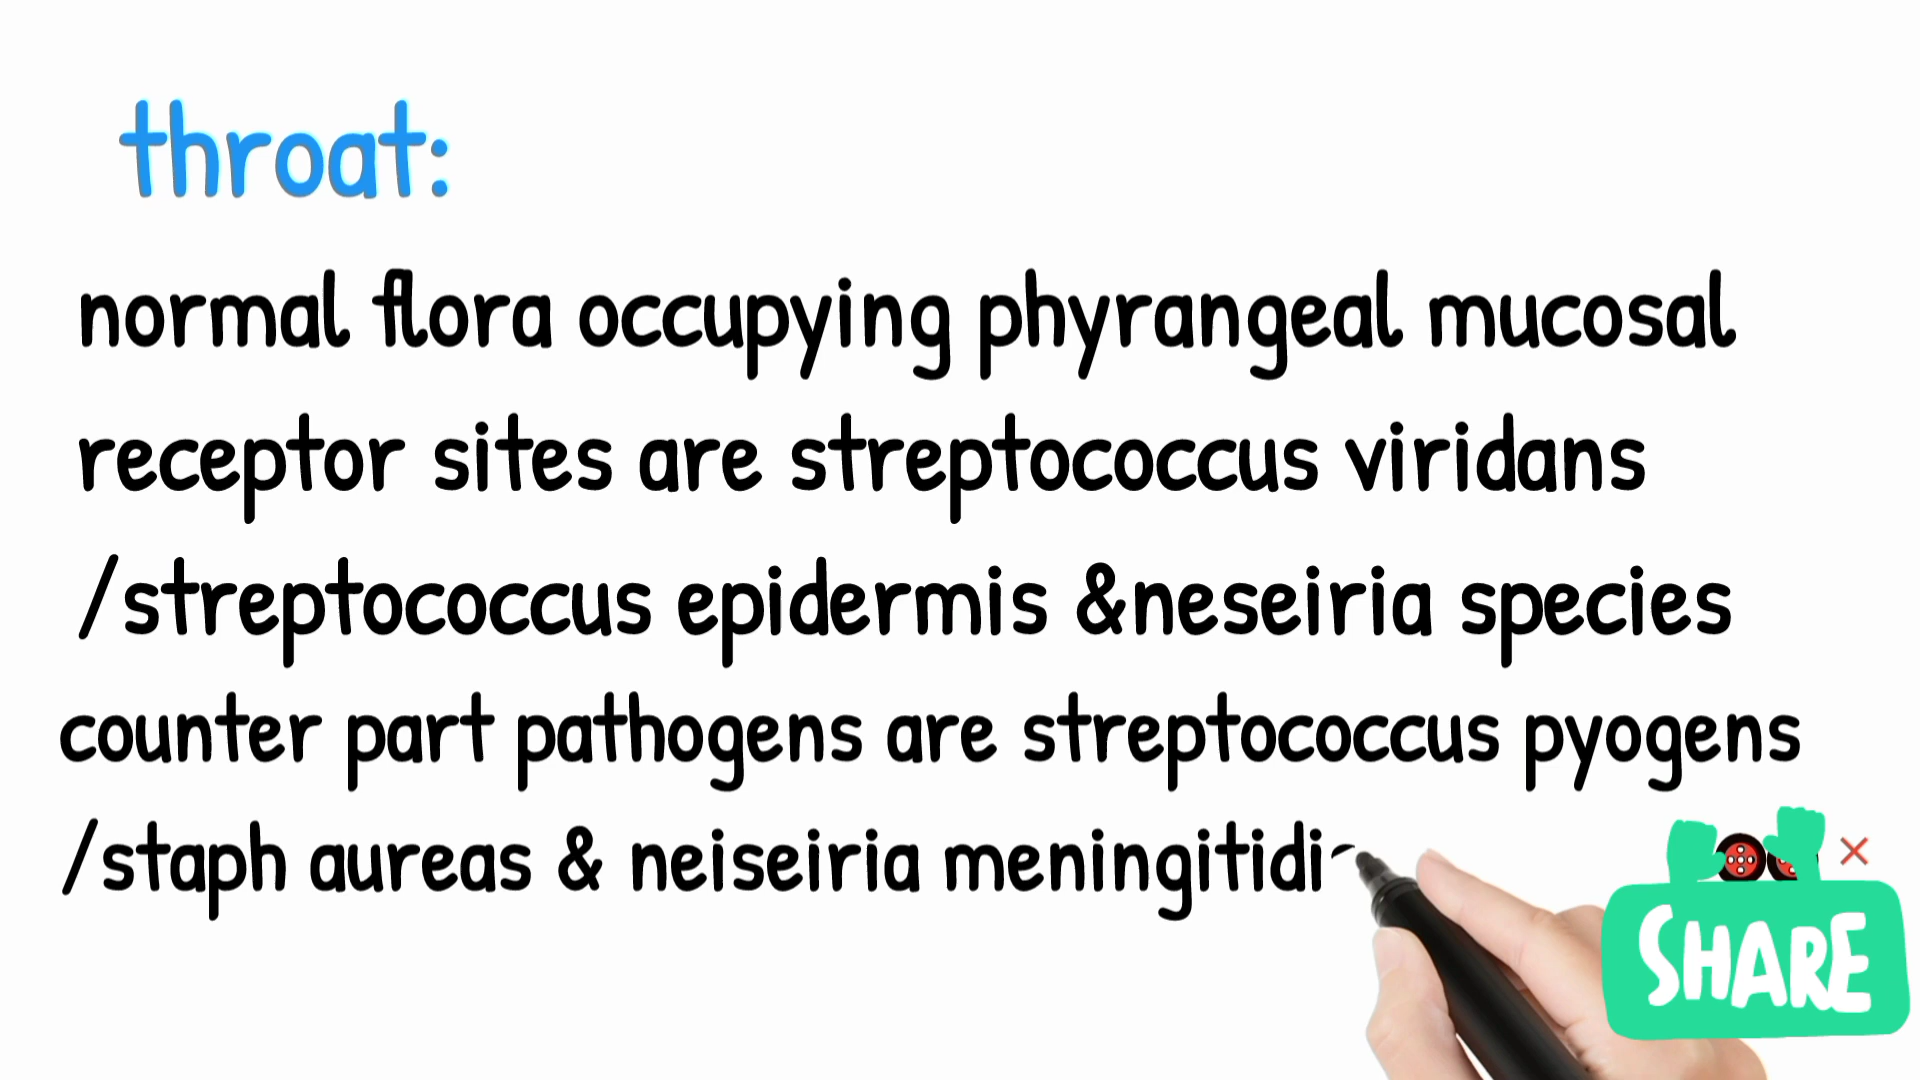 throat:
normal flora occupying phyrangeal mucosal
receptor sites are streptococcus viridans
/streptococcus epidermis &neseiria species
counter part pathogens are streptococcus pyogens
/staph aureas & neiseiria meningitidi
SHARE